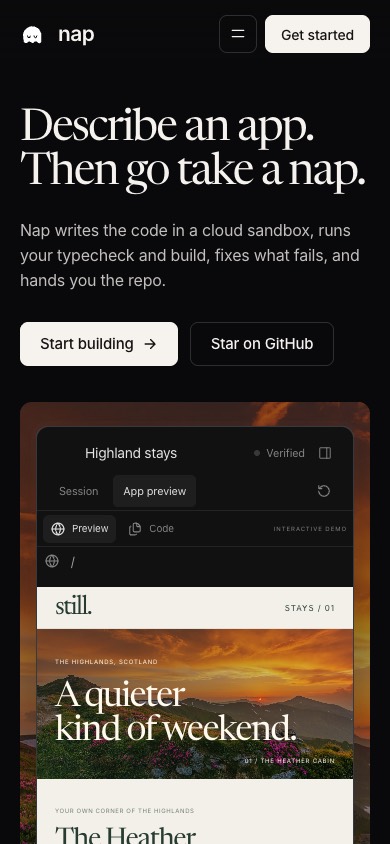 nap
Get started
Describe an app.
Then go take a nap.
Nap writes the code in a cloud sandbox, runs
your typecheck and build, fixes what fails, and
hands you the repo.
Start building →
Star on GitHub
Highland stays
Verified
Session
App preview
Preview
Code
INTERACTIVE DEMO
/
still.
STAYS / 01
THE HIGHLANDS, SCOTLAND
A quieter
kind of weekend.
01 / THE HEATHER CABIN
YOUR OWN CORNER OF THE HIGHLANDS
The Heather